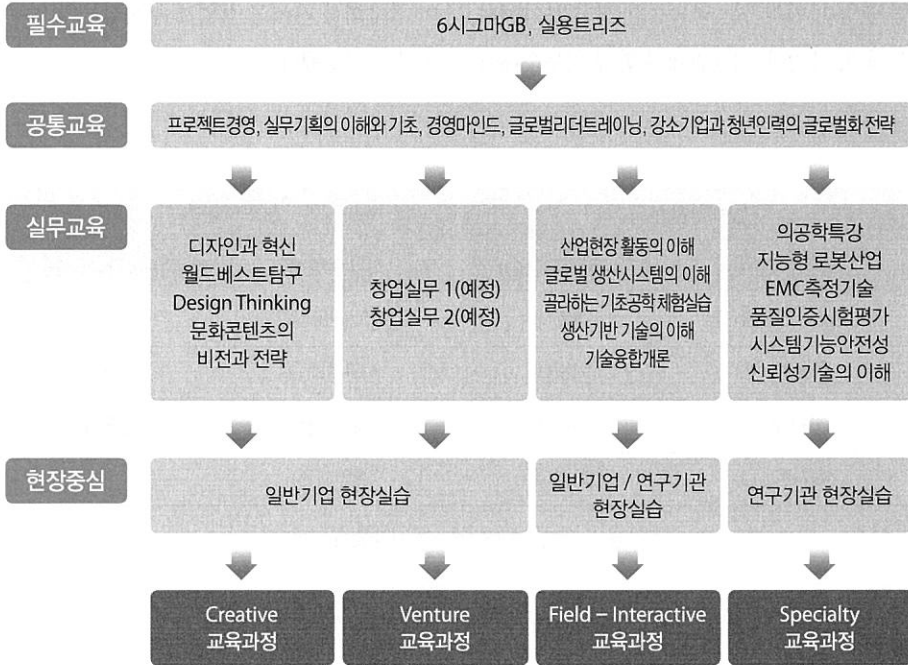 필수교육
6시그마GB, 실용트리즈
공통교육
프로젝트경영, 실무기획의 이해와 기초, 경영마인드, 글로벌리더트레이닝, 강소기업과 청년인력의 글로벌화 전략
실무교육
디자인과 혁신
월드베스트탐구
Design Thinking
문화콘텐츠의
비전과 전략
창업실무 1(예정)
창업실무 2(예정)
산업현장 활동의 이해
글로벌 생산시스템의 이해
골라하는 기초공학 체험실습
생산기반 기술의 이해
기술융합개론
의공학특강
지능형 로봇산업
EMC측정기술
품질인증시험평가
시스템기능안전성
신뢰성기술의 이해
현장중심
일반기업 현장실습
일반기업 / 연구기관
현장실습
연구기관 현장실습
Creative
교육과정
Venture
교육과정
Field – Interactive
교육과정
Specialty
교육과정